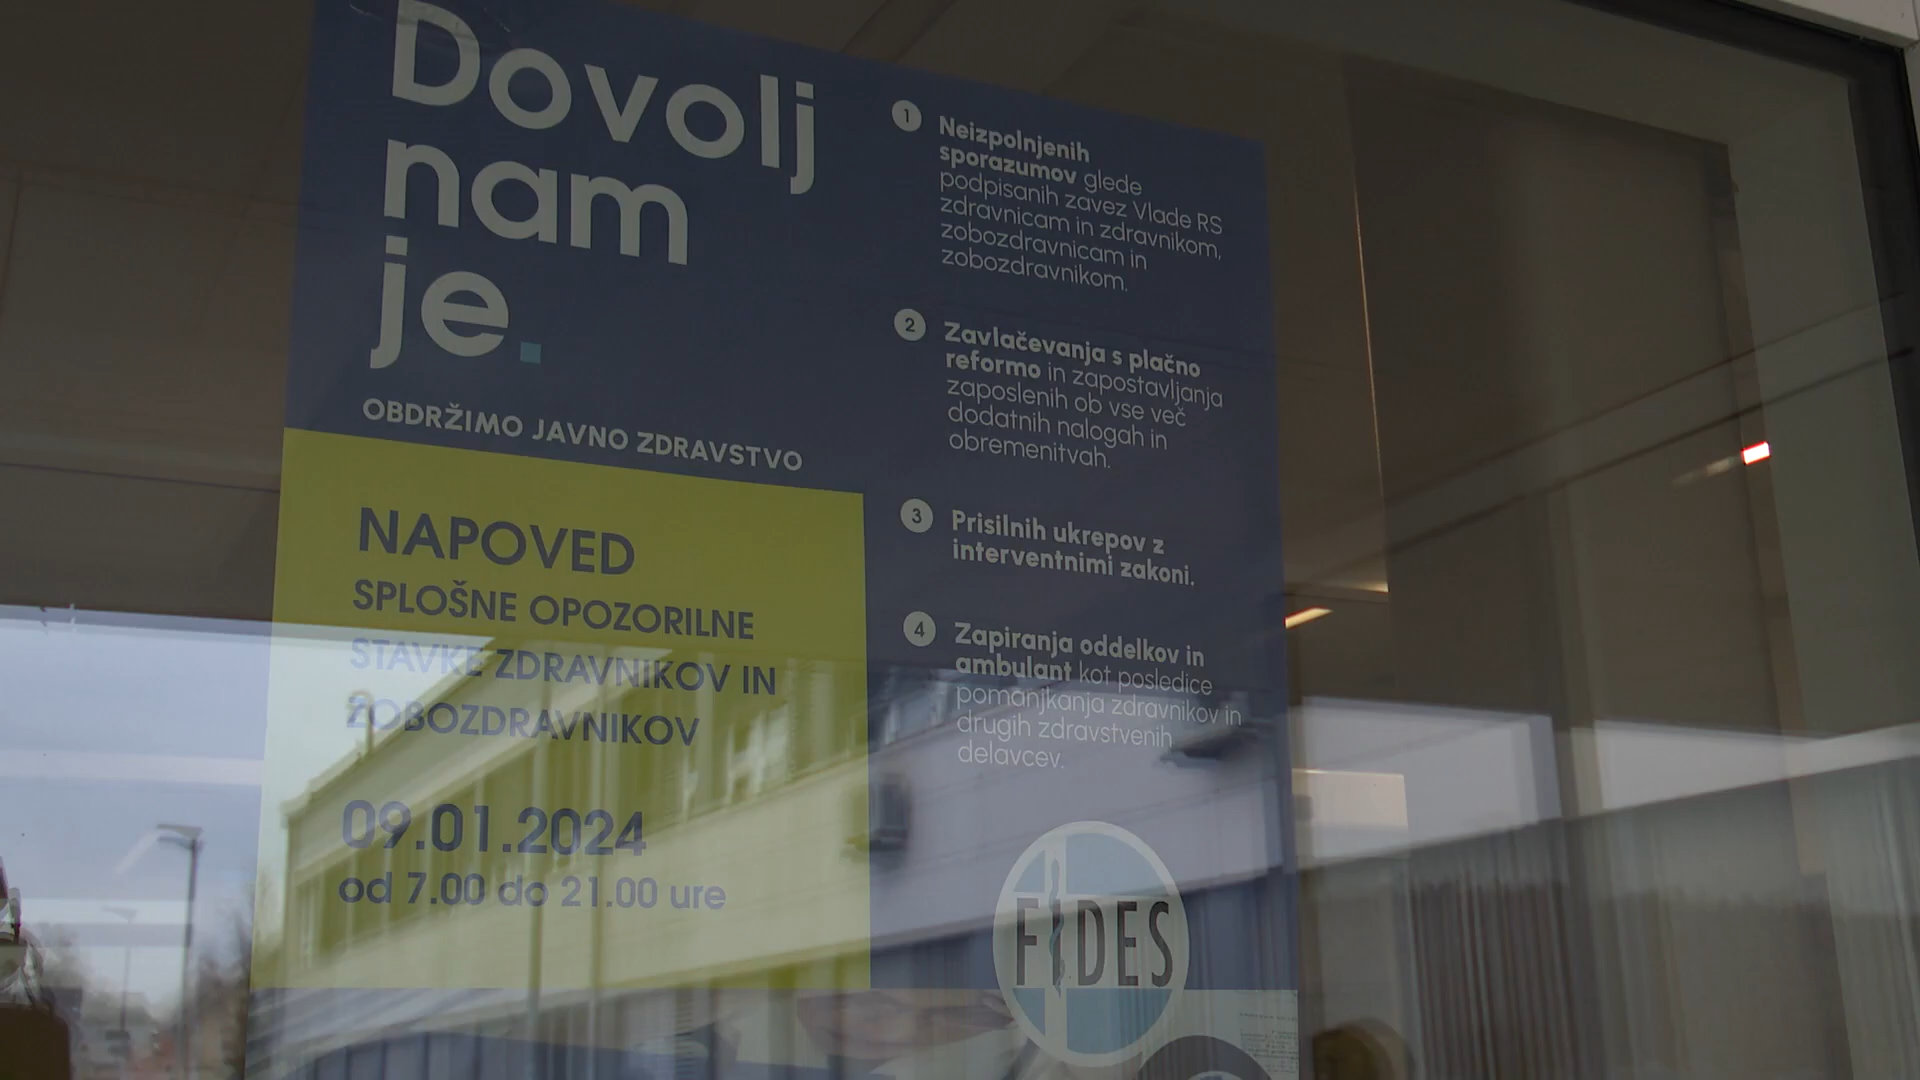 Dovolj
nam
je.
OBDRŽIMO JAVNO ZDRAVSTVO
NAPOVED
SPLOŠNE OPOZORILNE
STAVKE ZDRAVNIKOV IN
ZOBOZDRAVNIKOV
09.01.2024
od 7.00 do 21.00 ure
1 Neizpolnjenih
sporazumov glede
podpisanih zavez Vlade RS
zdravnicam in zdravnikom,
zobozdravnicam in
zobozdravnikom.
2 Zavlačevanja s plačno
reformo in zapostavljanja
zaposlenih ob vse več
dodatnih nalogah in
obremenitvah.
3 Prisilnih ukrepov z
interventnimi zakoni.
4 Zapiranja oddelkov in
ambulant kot posledice
pomanjkanja zdravnikov in
drugih zdravstvenih
delavcev.
FIDES